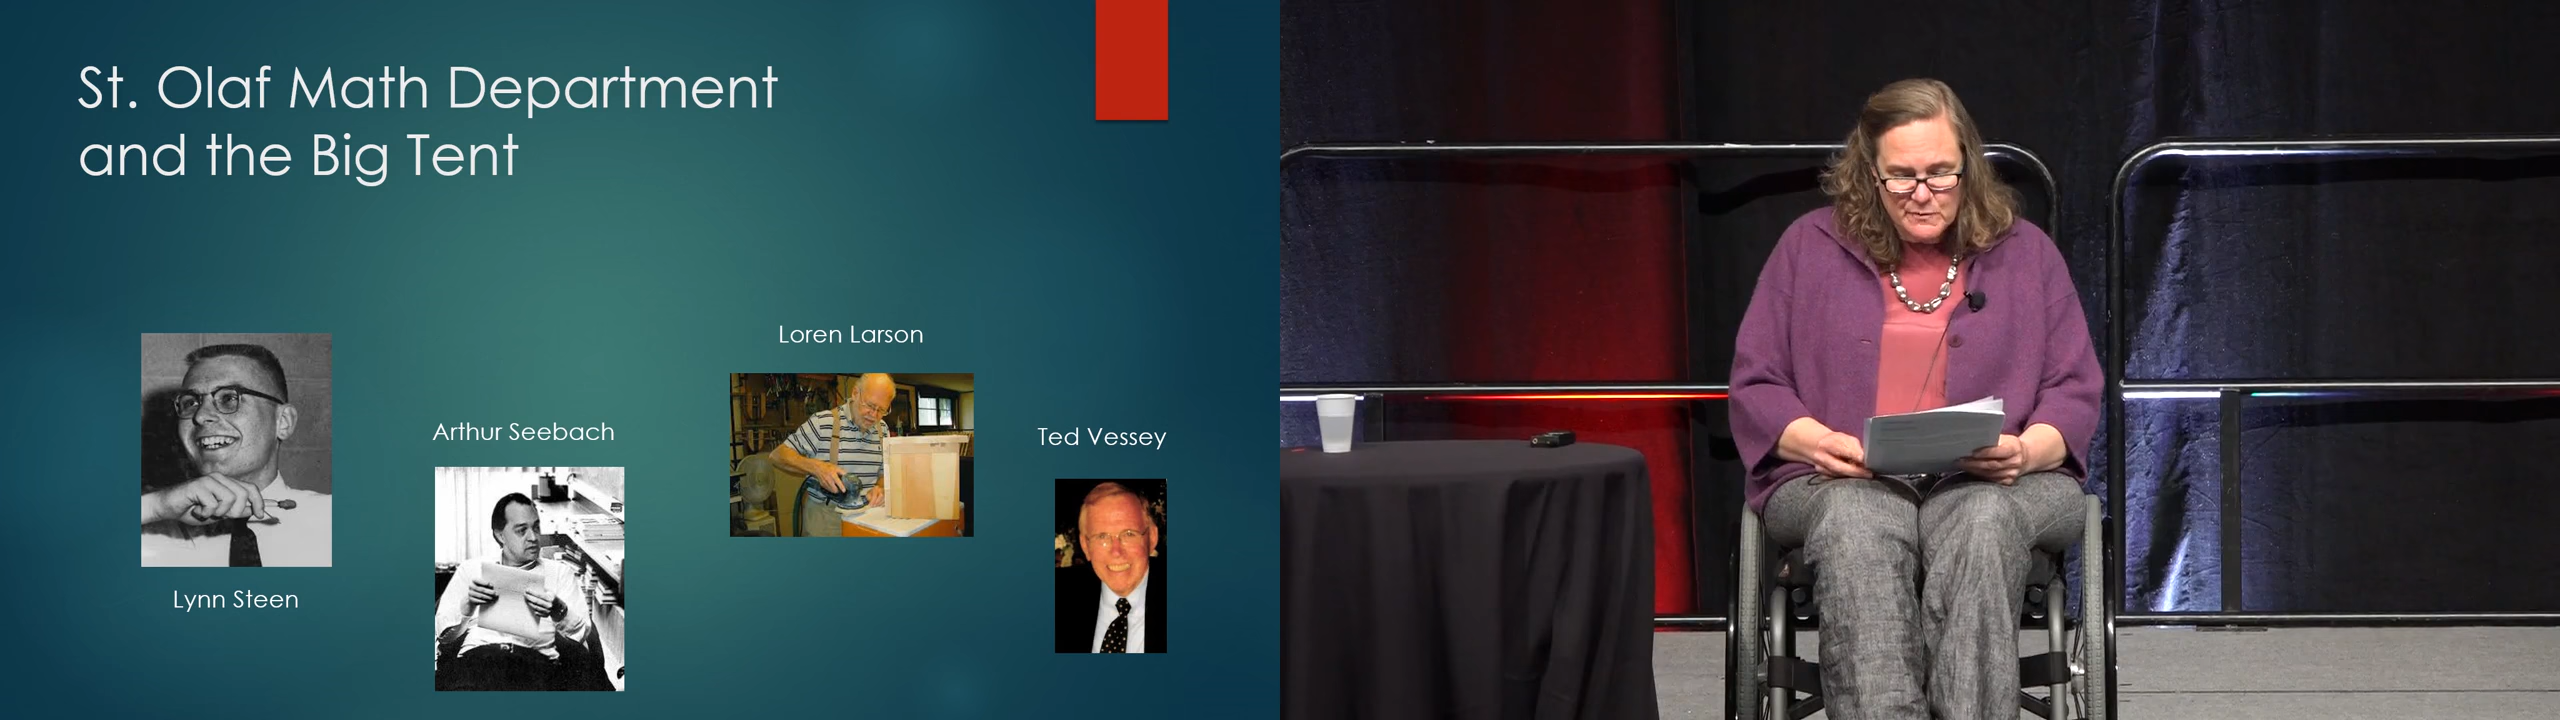 St. Olaf Math Department
and the Big Tent
Loren Larson
Arthur Seebach
Ted Vessey
Lynn Steen